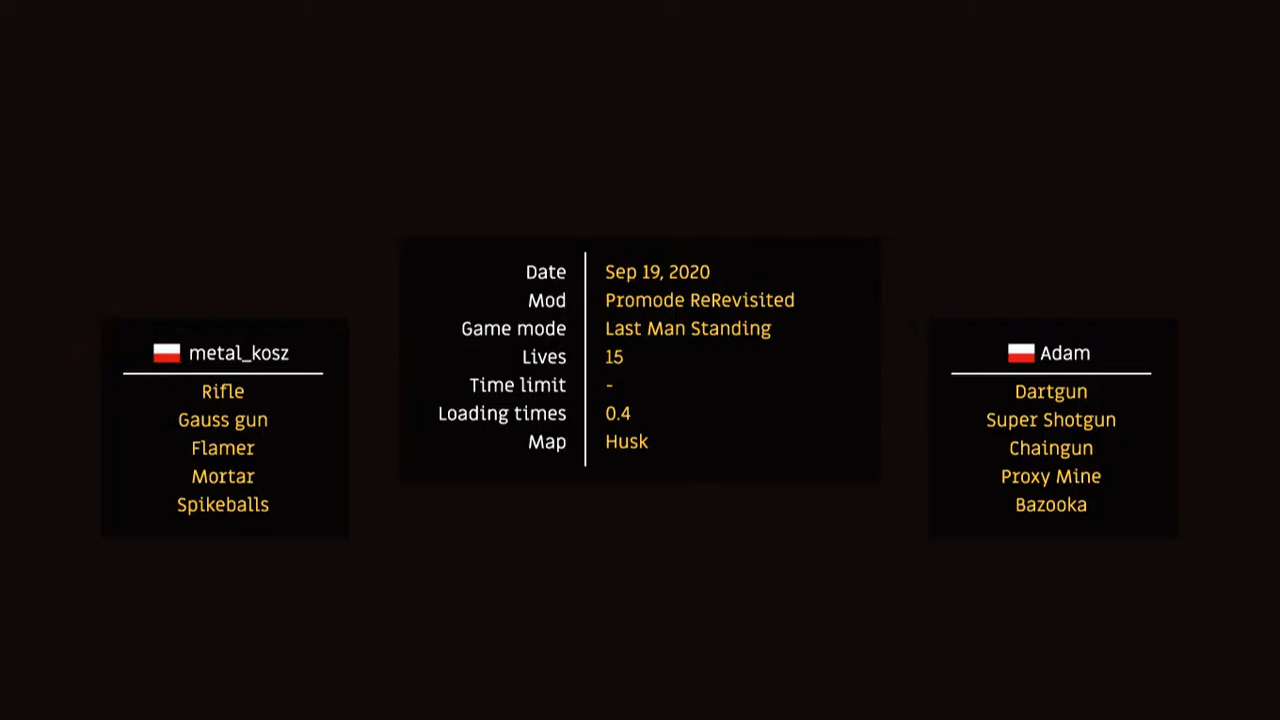 metal_kosz
Rifle
Gauss gun
Flamer
Mortar
Spikeballs
Date Sep 19, 2020
Mod Promode ReRevisited
Game mode Last Man Standing
Lives 15
Time limit -
Loading times 0.4
Map Husk
Adam
Dartgun
Super Shotgun
Chaingun
Proxy Mine
Bazooka